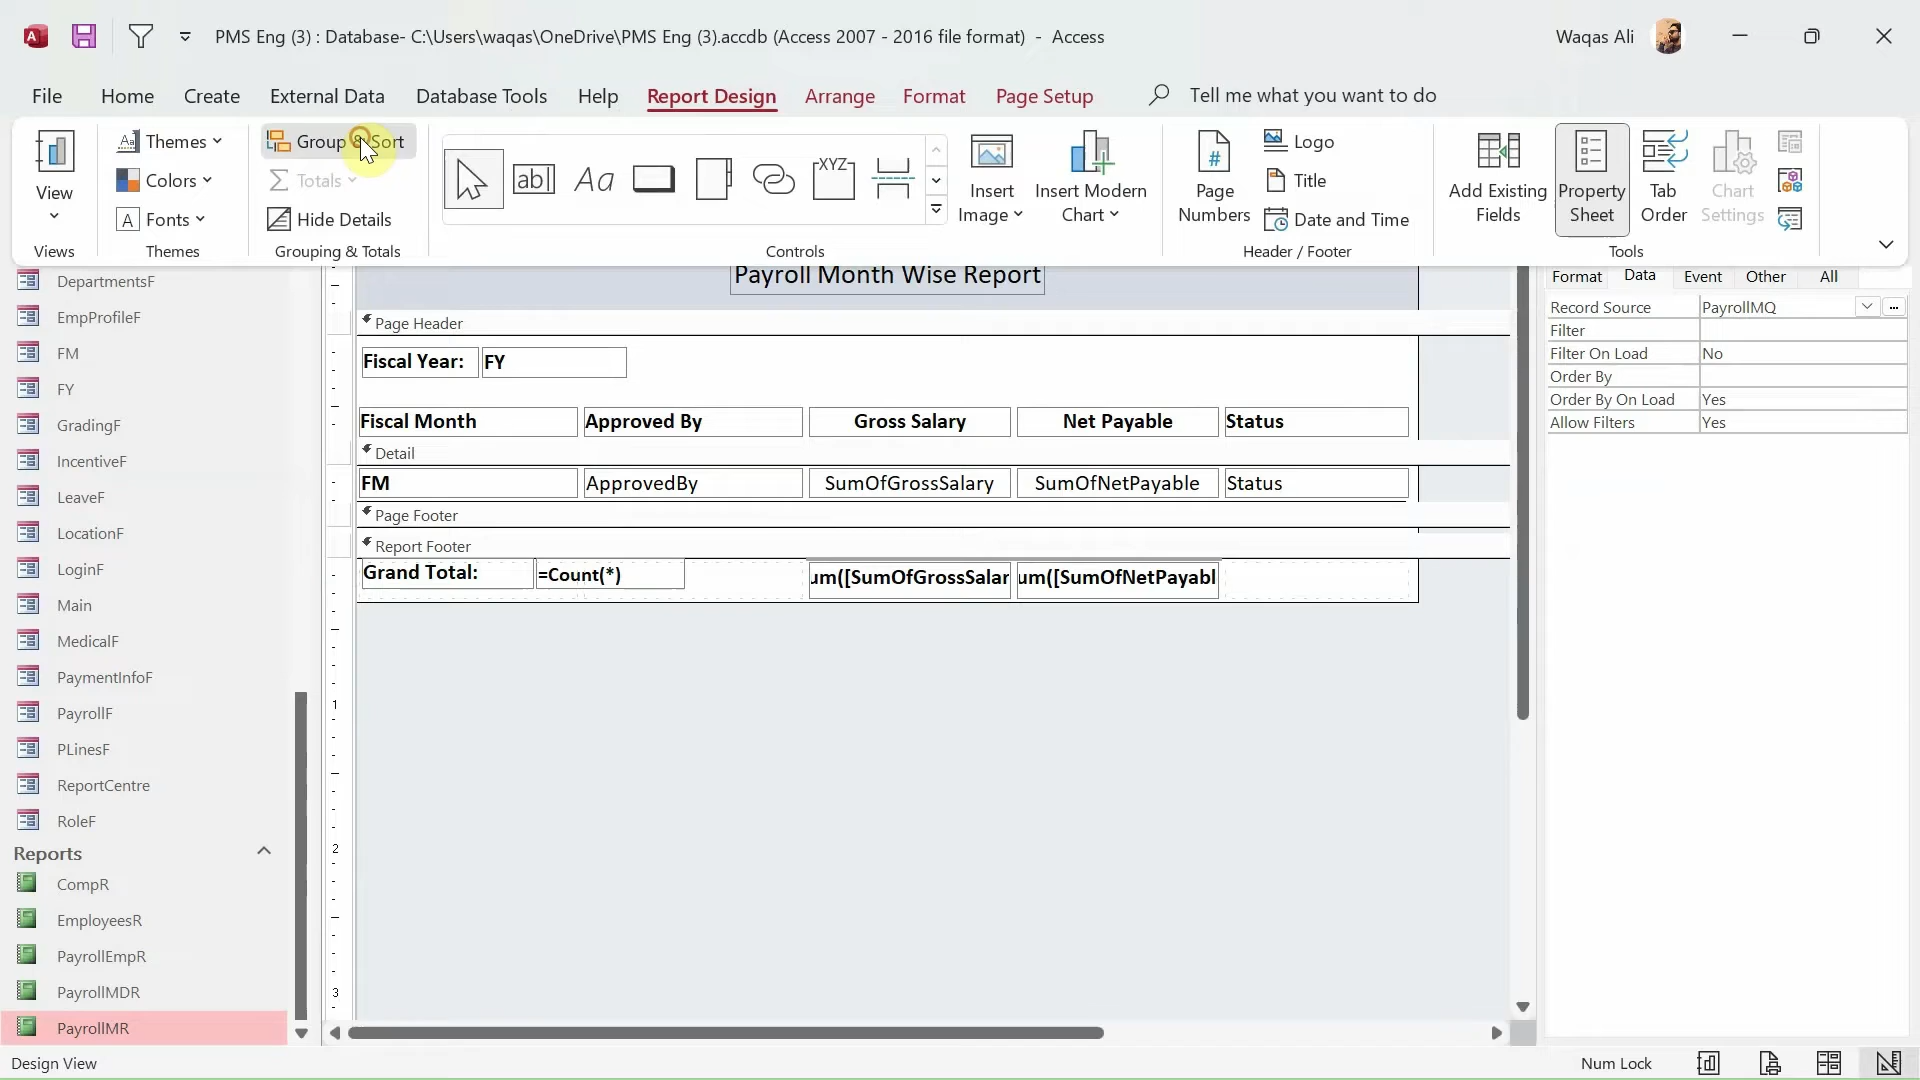 PMS Eng (3) : Database- C:\Users\waqas\OneDrive\PMS Eng (3).accdb (Access 2007 - 2016 file format)  -  Access
Waqas Ali
File Home Create External Data Database Tools Help Report Design Arrange Format Page Setup Tell me what you want to do
View
Views
Aa Themes
Colors
A Fonts
Themes
Group & Sort
Totals
Hide Details
Grouping & Totals
ab Aa XYZ
Controls
Insert Image
Insert Modern Chart
Page Numbers
Logo
Title
Date and Time
Header / Footer
Add Existing Fields
Property Sheet
Tab Order
Chart Settings
Tools
DepartmentsF
EmpProfileF
FM
FY
GradingF
IncentiveF
LeaveF
LocationF
LoginF
Main
MedicalF
PaymentInfoF
PayrollF
PLinesF
ReportCentre
RoleF
Reports
CompR
EmployeesR
PayrollEmpR
PayrollMDR
PayrollMR
Payroll Month Wise Report
Page Header
Fiscal Year: FY
Fiscal Month Approved By Gross Salary Net Payable Status
Detail
FM ApprovedBy SumOfGrossSalary SumOfNetPayable Status
Page Footer
Report Footer
Grand Total: =Count(*) um([SumOfGrossSalar um([SumOfNetPayabl
1
2
3
Format Data Event Other All
Record Source PayrollMQ
Filter
Filter On Load No
Order By
Order By On Load Yes
Allow Filters Yes
Design View
Num Lock